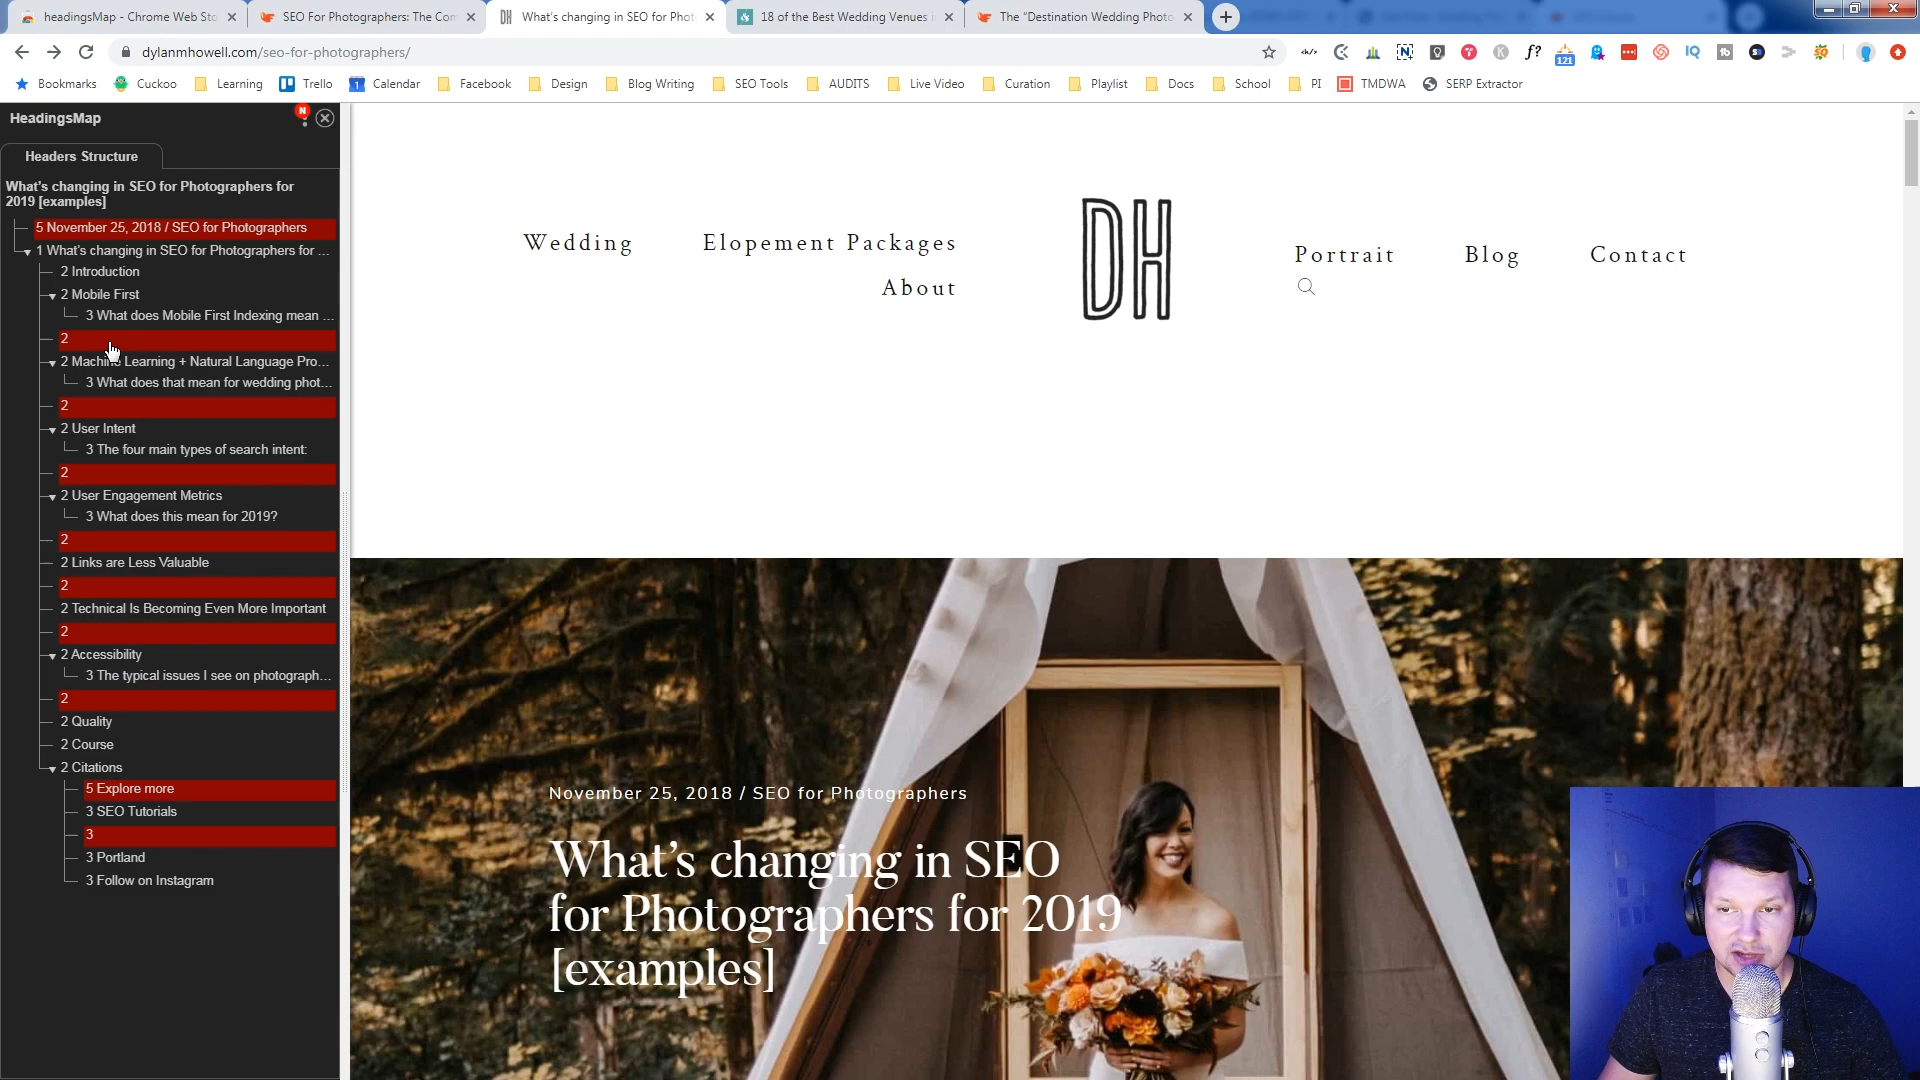 headingsMap - Chrome Web Sto
SEO For Photographers: The Com
What's changing in SEO for Phot
18 of the Best Wedding Venues i
The "Destination Wedding Photo
dylanmhowell.com/seo-for-photographers/
121
Bookmarks Cuckoo Learning Trello Calendar Facebook Design Blog Writing SEO Tools AUDITS Live Video Curation Playlist Docs School PI TMDWA SERP Extractor
HeadingsMap
N
Headers Structure
What's changing in SEO for Photographers for
2019 [examples]
5 November 25, 2018 / SEO for Photographers
1 What's changing in SEO for Photographers for ...
2 Introduction
2 Mobile First
3 What does Mobile First Indexing mean ...
2
2 Machine Learning + Natural Language Pro...
3 What does that mean for wedding phot...
2
2 User Intent
3 The four main types of search intent:
2
2 User Engagement Metrics
3 What does this mean for 2019?
2
2 Links are Less Valuable
2
2 Technical Is Becoming Even More Important
2
2 Accessibility
3 The typical issues I see on photograph...
2
2 Quality
2 Course
2 Citations
5 Explore more
3 SEO Tutorials
3
3 Portland
3 Follow on Instagram
Wedding Elopement Packages
About
DH
Portrait Blog Contact
November 25, 2018 / SEO for Photographers
What's changing in SEO
for Photographers for 2019
[examples]